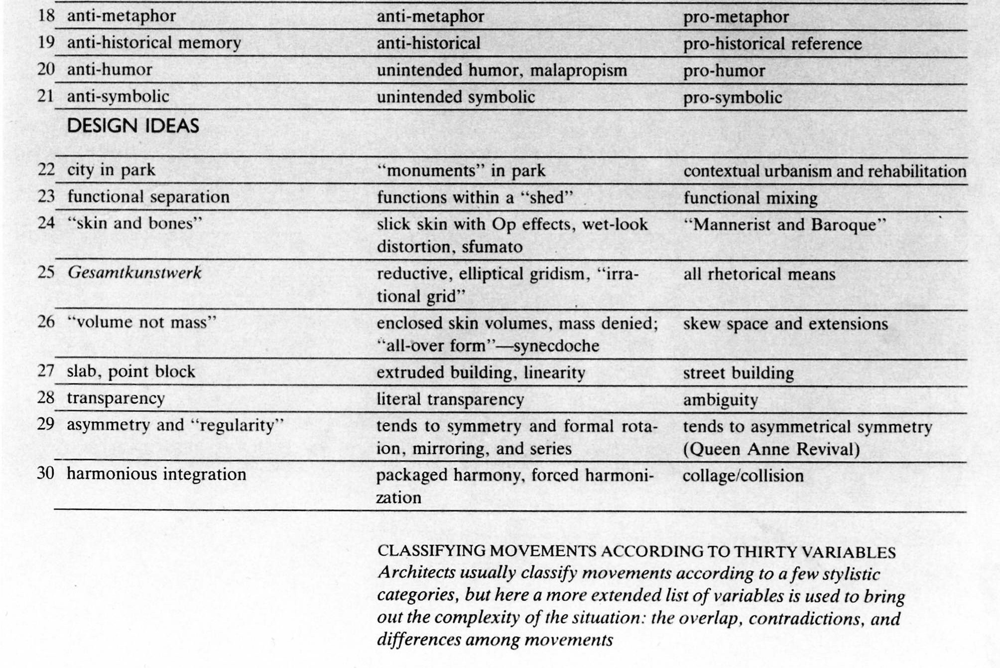 18 anti-metaphor anti-metaphor pro-metaphor
19 anti-historical memory anti-historical pro-historical reference
20 anti-humor unintended humor, malapropism pro-humor
21 anti-symbolic unintended symbolic pro-symbolic
DESIGN IDEAS
22 city in park “monuments” in park contextual urbanism and rehabilitation
23 functional separation functions within a “shed” functional mixing
24 “skin and bones” slick skin with Op effects, wet-look “Mannerist and Baroque”
distortion, sfumato
25 Gesamtkunstwerk reductive, elliptical gridism, “irra- all rhetorical means
tional grid”
26 “volume not mass” enclosed skin volumes, mass denied; skew space and extensions
“all-over form”—synecdoche
27 slab, point block extruded building, linearity street building
28 transparency literal transparency ambiguity
29 asymmetry and “regularity” tends to symmetry and formal rota- tends to asymmetrical symmetry
ion, mirroring, and series (Queen Anne Revival)
30 harmonious integration packaged harmony, forced harmoni- collage/collision
zation
CLASSIFYING MOVEMENTS ACCORDING TO THIRTY VARIABLES
Architects usually classify movements according to a few stylistic
categories, but here a more extended list of variables is used to bring
out the complexity of the situation: the overlap, contradictions, and
differences among movements